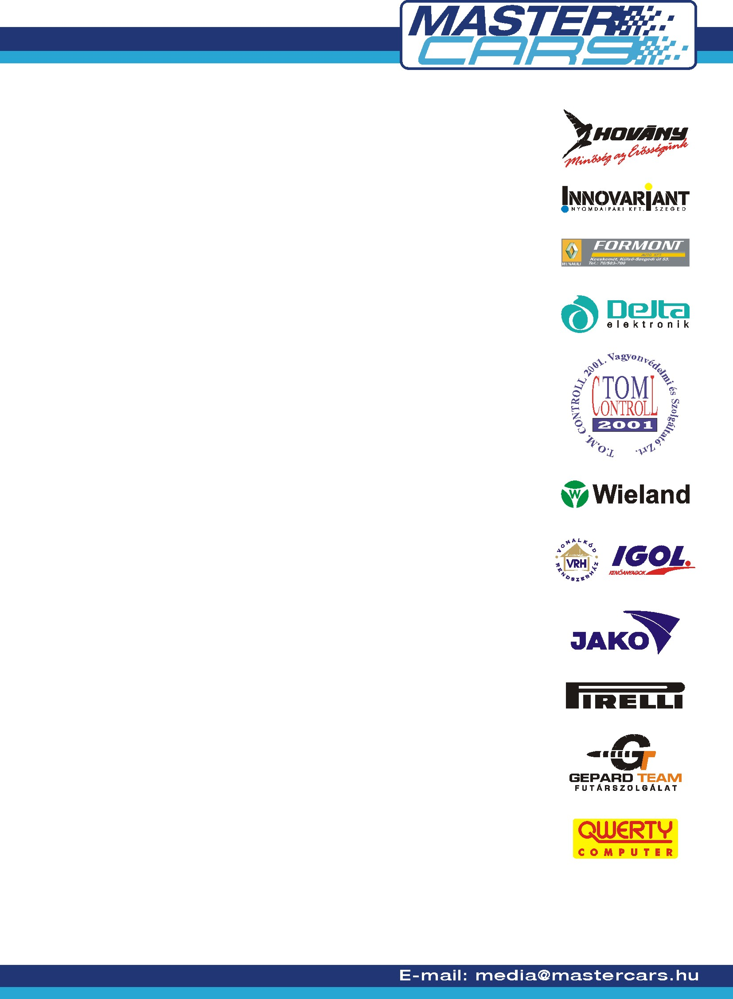 MASTER
CARS
HOVÁNY
Minőség az Erősségünk
INNOVARIANT
NYOMDAIPARI KFT. SZEGED
FORMONT
AUTÓ KFT.
Kecskemét, Külső-Szegedi út 53.
RENAULT
Tel.: 76/503-700
Delta
elektronik
T.O.M. CONTROLL 2001. Vagyonvédelmi és Szolgáltató Zrt.
TOM
CONTROLL
2001
W Wieland
VONALKÓD
VRH
RENDSZERHÁZ
IGOL
KENŐANYAGOK
JAKO
PIRELLI
GT
GEPARD TEAM
FUTÁRSZOLGÁLAT
QWERTY
COMPUTER
E-mail: media@mastercars.hu